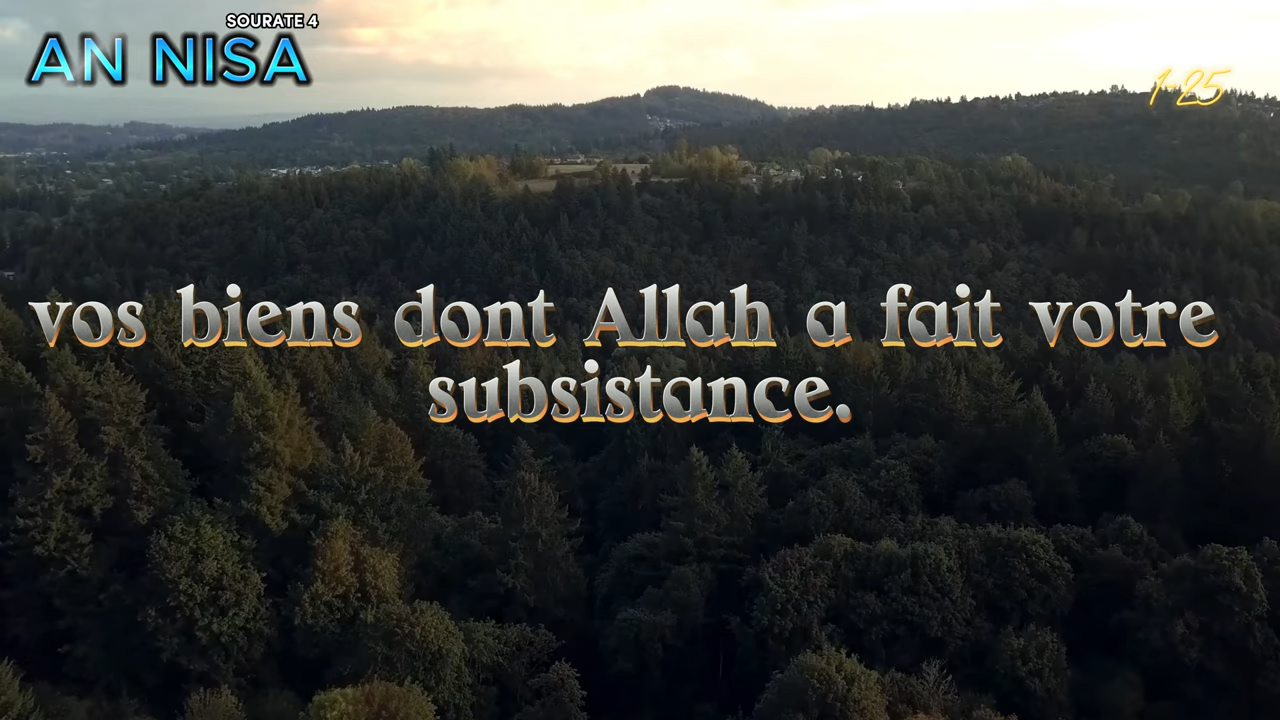 SOURATE 4
AN NISA
1-25
vos biens dont Allah a fait votre
subsistance.